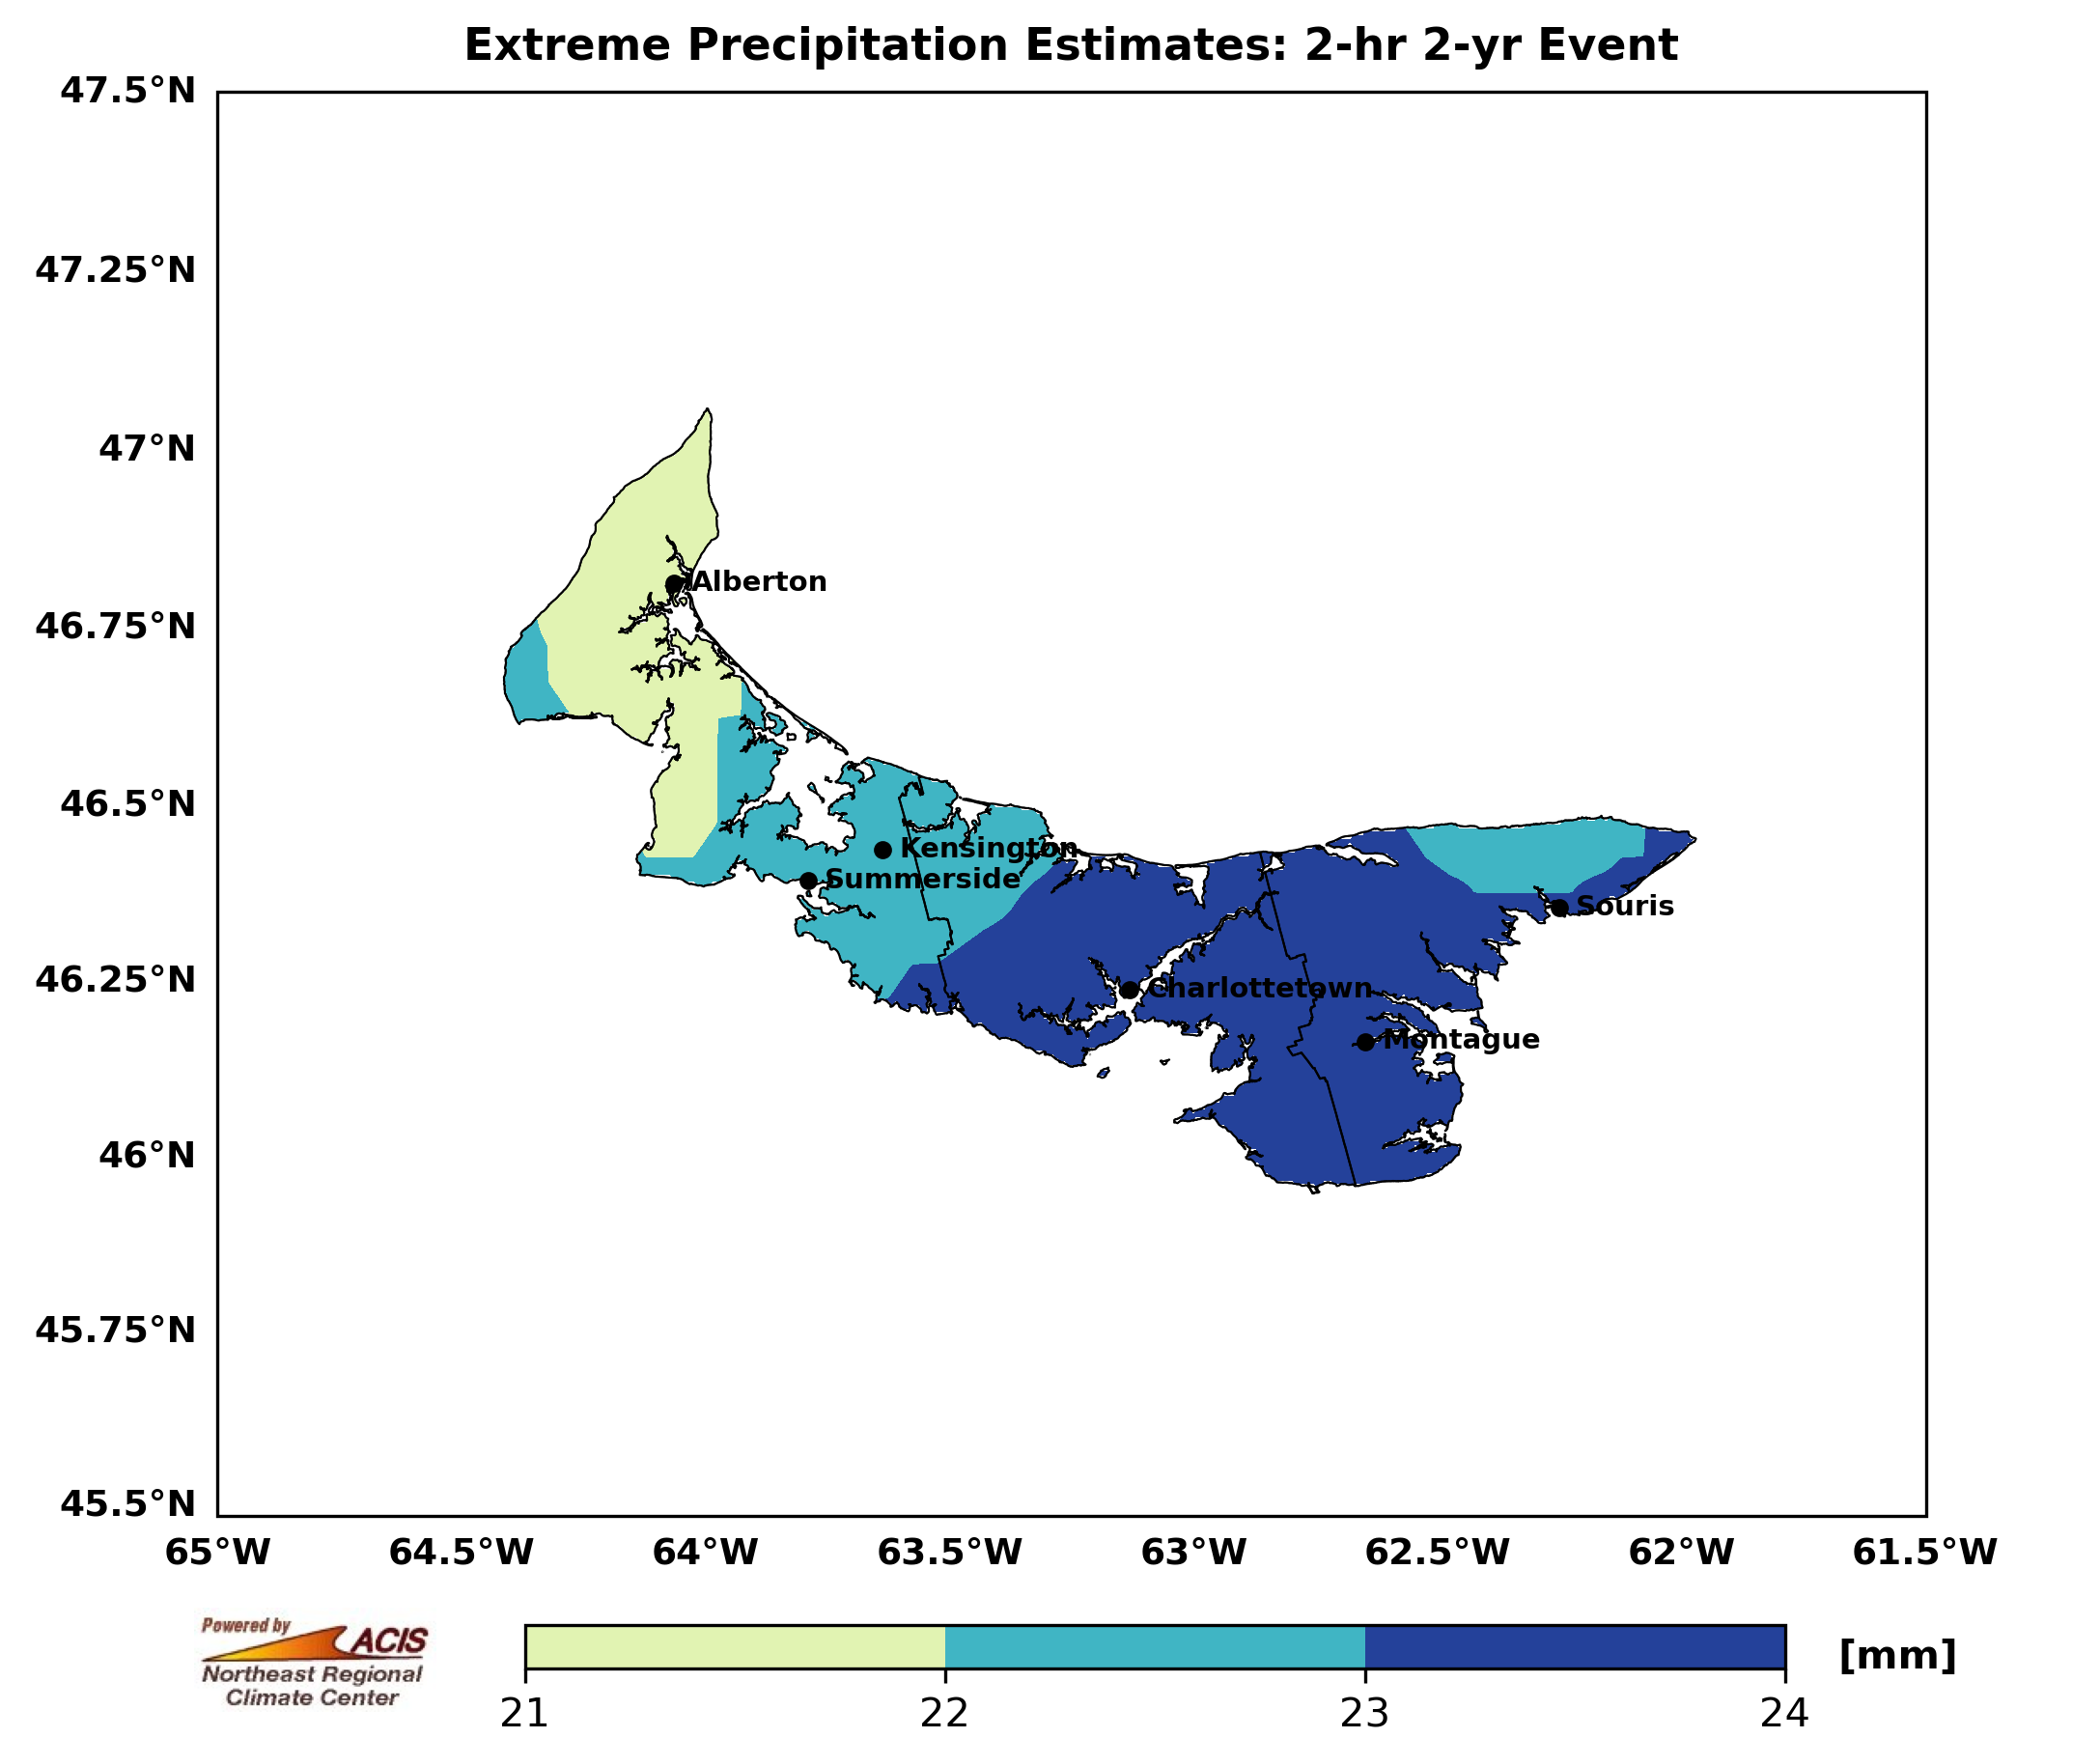 Extreme Precipitation Estimates: 2-hr 2-yr Event
47.5°N
47.25°N
47°N
46.75°N
46.5°N
46.25°N
46°N
45.75°N
45.5°N
Alberton
Kensington
Summerside
Souris
Charlottetown
Montague
65°W
64.5°W
64°W
63.5°W
63°W
62.5°W
62°W
61.5°W
Powered by
ACIS
Northeast Regional
Climate Center
21
22
23
24
[mm]